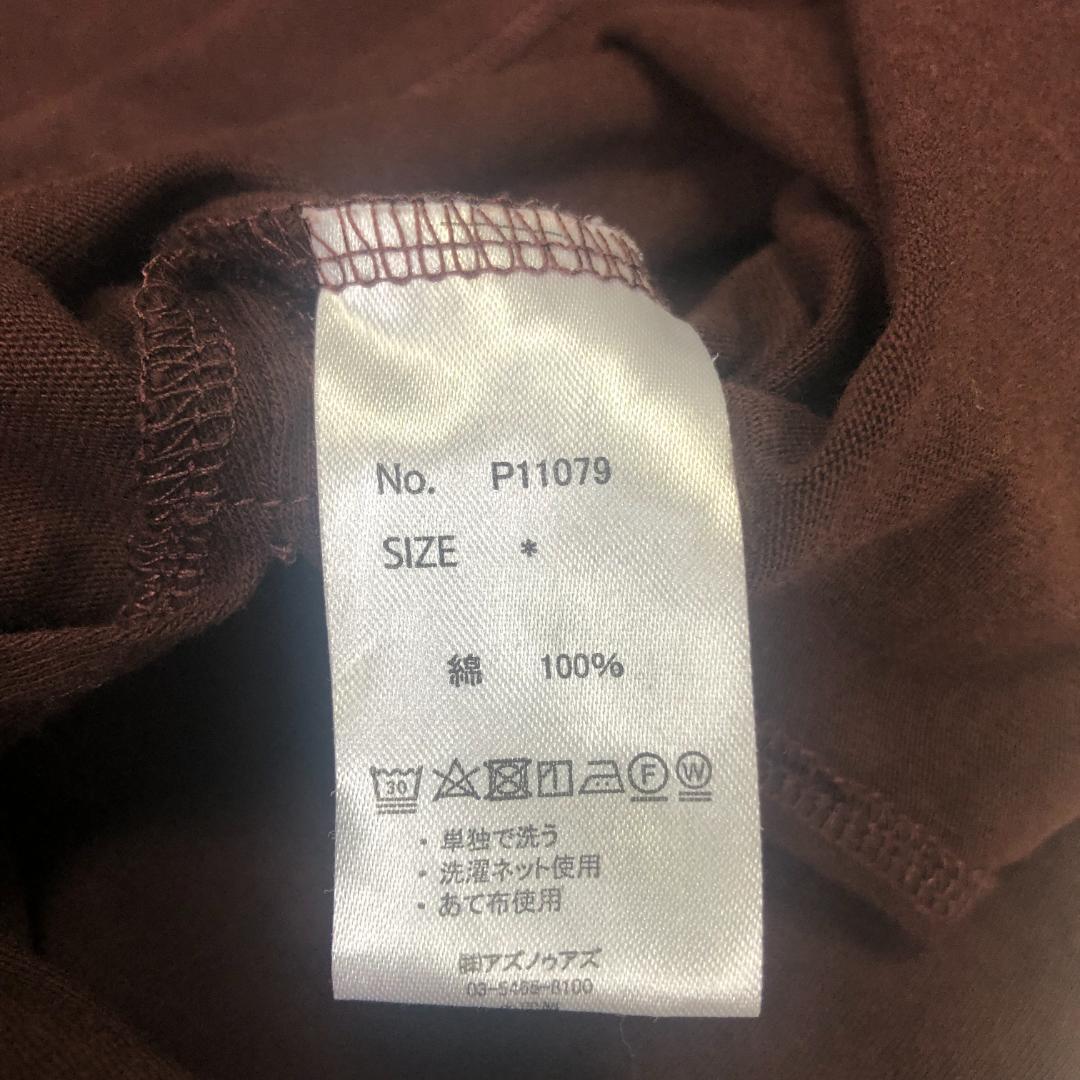 No. P11079
SIZE *
綿 100%
30 F W
・単独で洗う
・洗濯ネット使用
・あて布使用
㈱アズノゥアズ